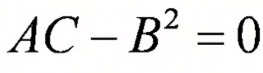 AC − B² = 0